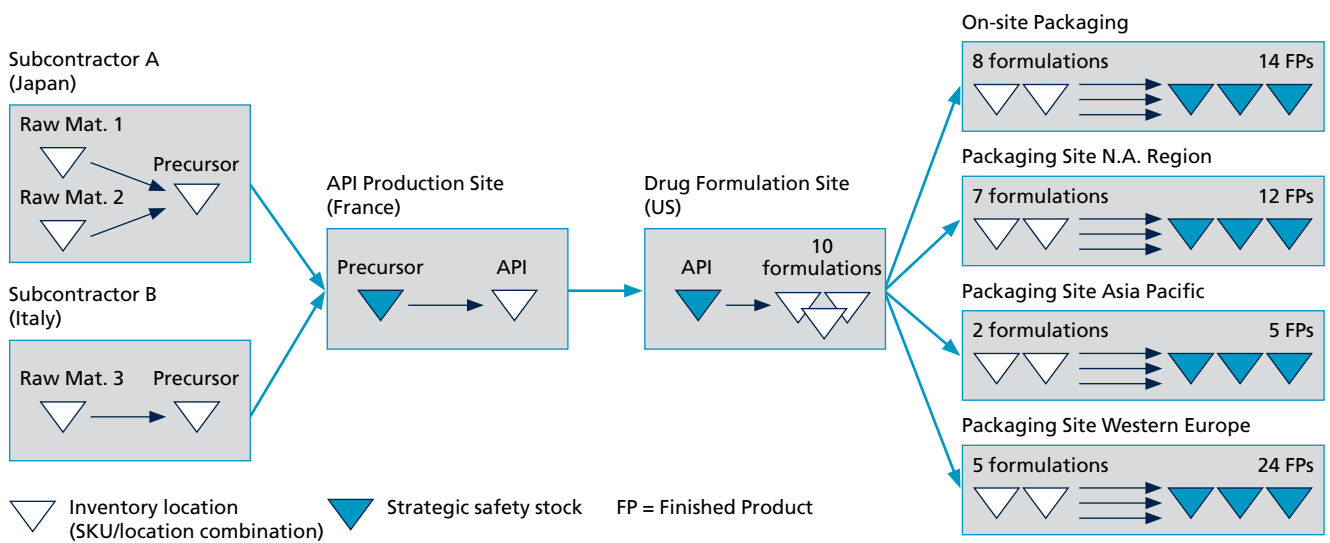 Subcontractor A
(Japan)
Raw Mat. 1
Precursor
Raw Mat. 2
Subcontractor B
(Italy)
Raw Mat. 3 Precursor
API Production Site
(France)
Precursor API
Drug Formulation Site
(US)
API
10
formulations
On-site Packaging
8 formulations 14 FPs
Packaging Site N.A. Region
7 formulations 12 FPs
Packaging Site Asia Pacific
2 formulations 5 FPs
Packaging Site Western Europe
5 formulations 24 FPs
Inventory location
(SKU/location combination)
Strategic safety stock
FP = Finished Product